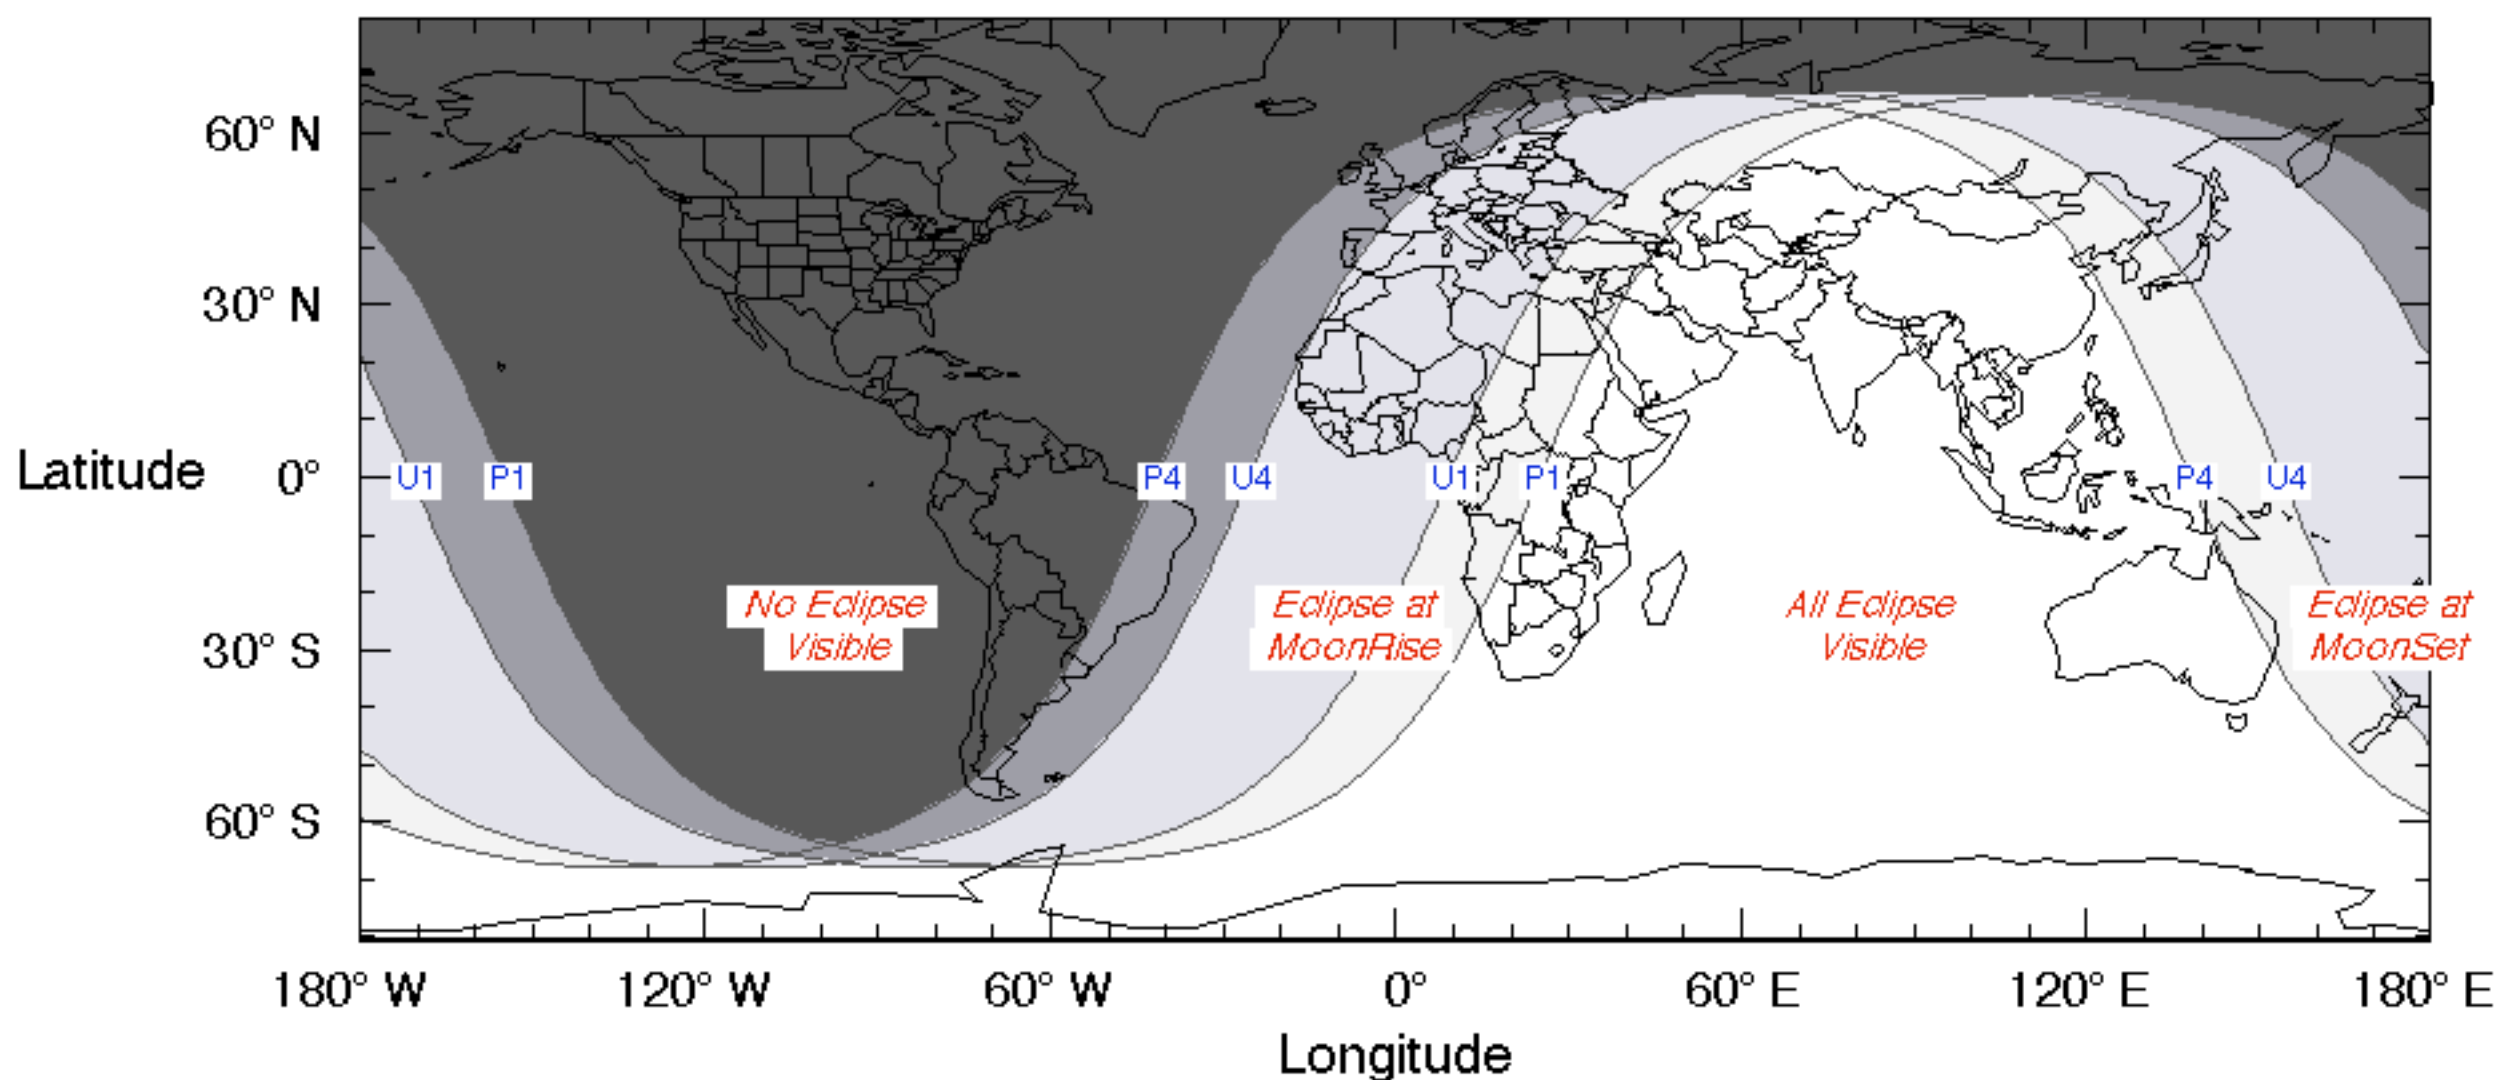 60° N
30° N
Latitude 0°
U1 P1 P4 U4 U1 P1 P4 U4
No Eclipse Visible
Eclipse at MoonRise
All Eclipse Visible
Eclipse at MoonSet
30° S
60° S
180° W 120° W 60° W 0° 60° E 120° E 180° E
Longitude